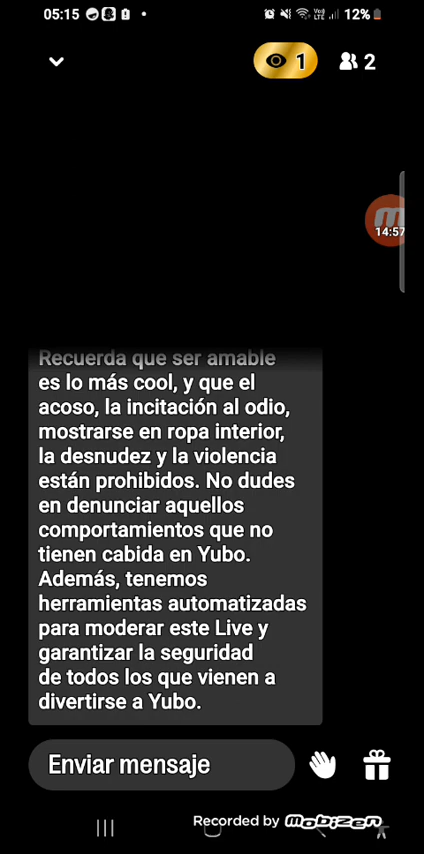 05:15 VoI) LTE 12%
1 2
14:57
Recuerda que ser amable
es lo más cool, y que el
acoso, la incitación al odio,
mostrarse en ropa interior,
la desnudez y la violencia
están prohibidos. No dudes
en denunciar aquellos
comportamientos que no
tienen cabida en Yubo.
Además, tenemos
herramientas automatizadas
para moderar este Live y
garantizar la seguridad
de todos los que vienen a
divertirse a Yubo.
Enviar mensaje
Recorded by mobizen